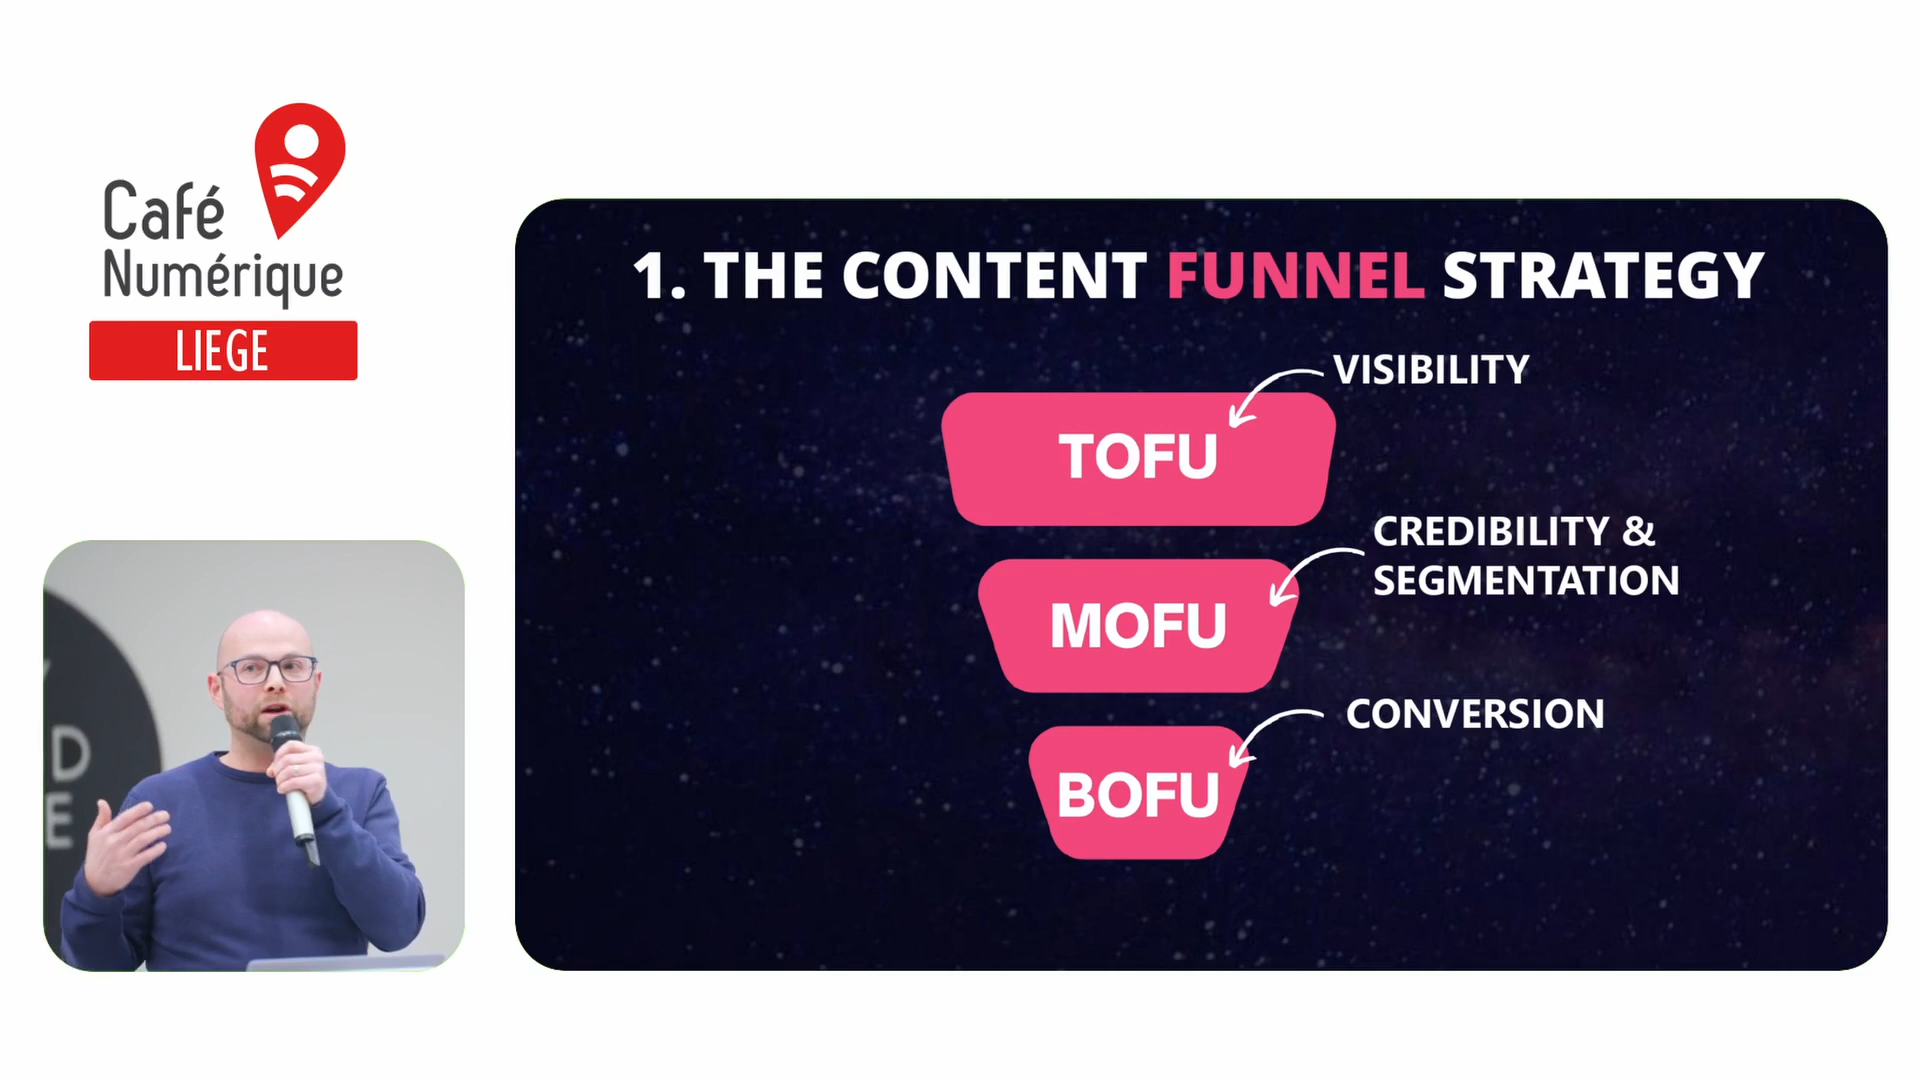 Café
Numérique
LIEGE
1. THE CONTENT FUNNEL STRATEGY
VISIBILITY
TOFU
CREDIBILITY &
SEGMENTATION
MOFU
CONVERSION
BOFU
D
E